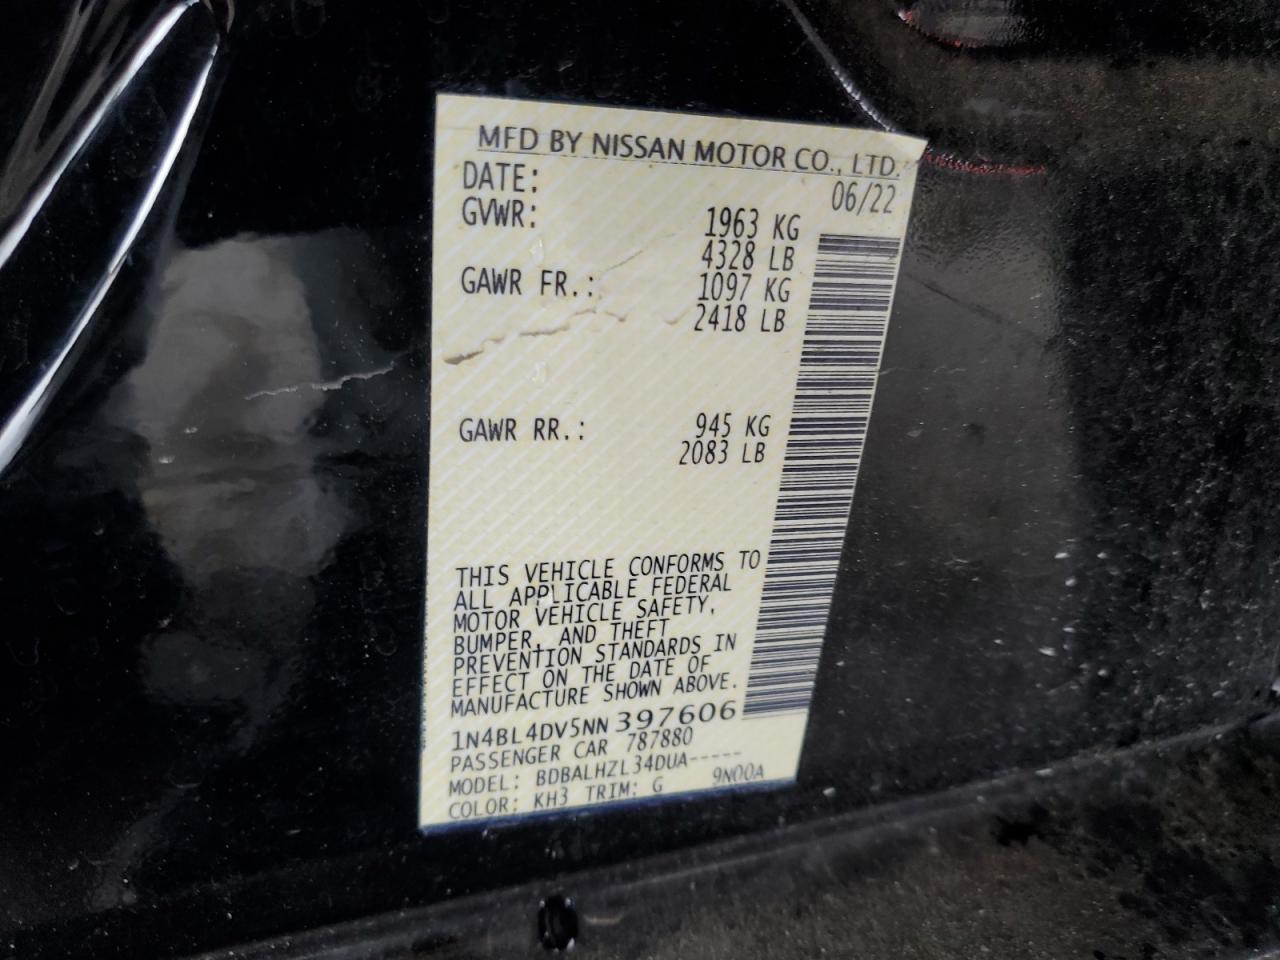 MFD BY NISSAN MOTOR CO., LTD.
DATE: 06/22
GVWR: 1963 KG
4328 LB
GAWR FR.: 1097 KG
2418 LB
GAWR RR.: 945 KG
2083 LB
THIS VEHICLE CONFORMS TO
ALL APPLICABLE FEDERAL
MOTOR VEHICLE SAFETY,
BUMPER, AND THEFT
PREVENTION STANDARDS IN
EFFECT ON THE DATE OF
MANUFACTURE SHOWN ABOVE.
1N4BL4DV5NN397606
PASSENGER CAR 787880
MODEL: BDBALHZL34DUA-----
COLOR: KH3 TRIM: G 9N00A